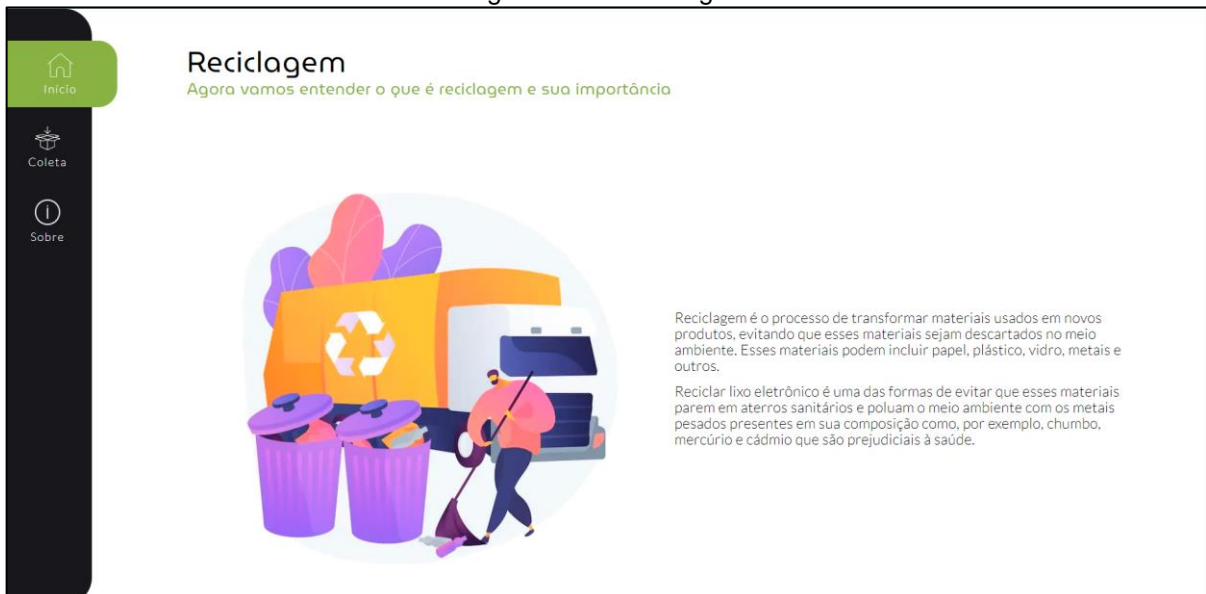 Reciclagem
Agora vamos entender o que é reciclagem e sua importância
Início
Coleta
Sobre
Reciclagem é o processo de transformar materiais usados em novos
produtos, evitando que esses materiais sejam descartados no meio
ambiente. Esses materiais podem incluir papel, plástico, vidro, metais e
outros.
Reciclar lixo eletrônico é uma das formas de evitar que esses materiais
parem em aterros sanitários e poluam o meio ambiente com os metais
pesados presentes em sua composição como, por exemplo, chumbo,
mercúrio e cádmio que são prejudiciais à saúde.